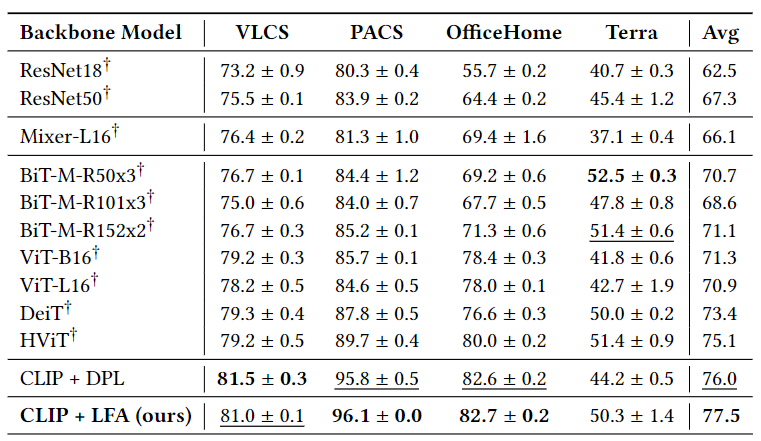 Backbone Model VLCS PACS OfficeHome Terra Avg
ResNet18† 73.2 ± 0.9 80.3 ± 0.4 55.7 ± 0.2 40.7 ± 0.3 62.5
ResNet50† 75.5 ± 0.1 83.9 ± 0.2 64.4 ± 0.2 45.4 ± 1.2 67.3
Mixer-L16† 76.4 ± 0.2 81.3 ± 1.0 69.4 ± 1.6 37.1 ± 0.4 66.1
BiT-M-R50x3† 76.7 ± 0.1 84.4 ± 1.2 69.2 ± 0.6 52.5 ± 0.3 70.7
BiT-M-R101x3† 75.0 ± 0.6 84.0 ± 0.7 67.7 ± 0.5 47.8 ± 0.8 68.6
BiT-M-R152x2† 76.7 ± 0.3 85.2 ± 0.1 71.3 ± 0.6 51.4 ± 0.6 71.1
ViT-B16† 79.2 ± 0.3 85.7 ± 0.1 78.4 ± 0.3 41.8 ± 0.6 71.3
ViT-L16† 78.2 ± 0.5 84.6 ± 0.5 78.0 ± 0.1 42.7 ± 1.9 70.9
DeiT† 79.3 ± 0.4 87.8 ± 0.5 76.6 ± 0.3 50.0 ± 0.2 73.4
HViT† 79.2 ± 0.5 89.7 ± 0.4 80.0 ± 0.2 51.4 ± 0.9 75.1
CLIP + DPL 81.5 ± 0.3 95.8 ± 0.5 82.6 ± 0.2 44.2 ± 0.5 76.0
CLIP + LFA (ours) 81.0 ± 0.1 96.1 ± 0.0 82.7 ± 0.2 50.3 ± 1.4 77.5